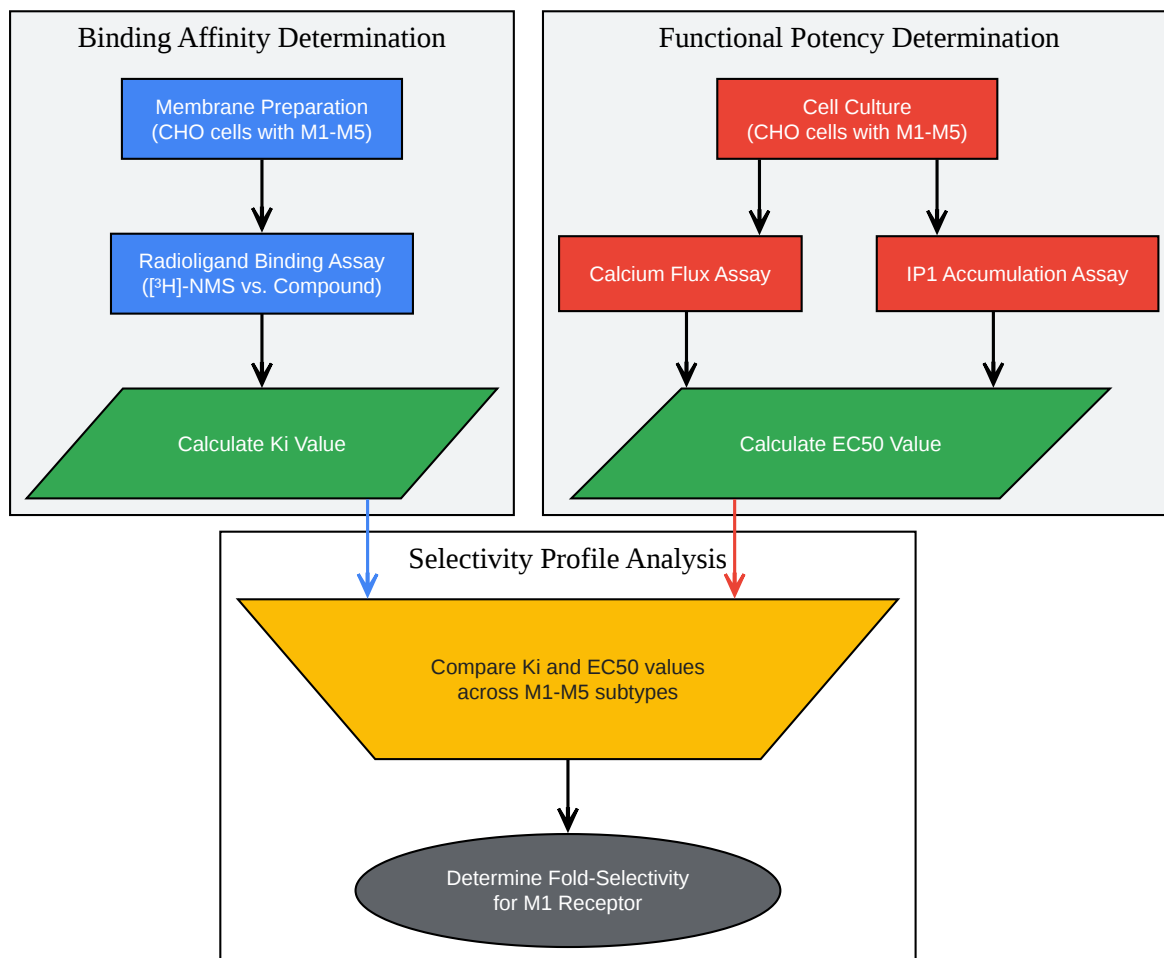 Binding Affinity Determination
Membrane Preparation
(CHO cells with M1-M5)
Radioligand Binding Assay
([³H]-NMS vs. Compound)
Calculate Ki Value
Functional Potency Determination
Cell Culture
(CHO cells with M1-M5)
Calcium Flux Assay
IP1 Accumulation Assay
Calculate EC50 Value
Selectivity Profile Analysis
Compare Ki and EC50 values
across M1-M5 subtypes
Determine Fold-Selectivity
for M1 Receptor